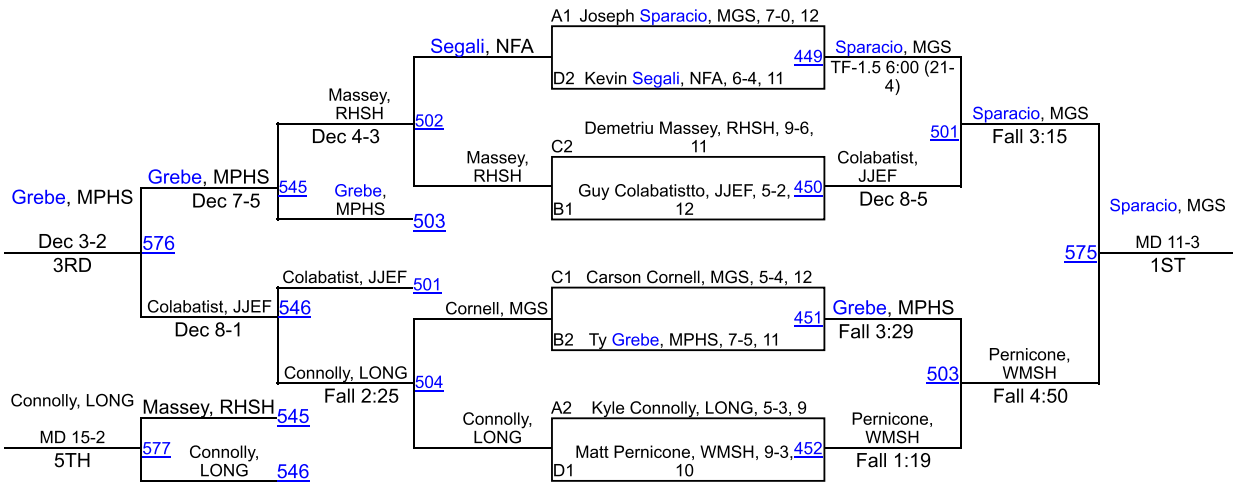 A1 Joseph Sparacio, MGS, 7-0, 12
Segali, NFA
449
Sparacio, MGS
D2 Kevin Segali, NFA, 6-4, 11
TF-1.5 6:00 (21-
4)
Massey,
RHSH
Dec 4-3
502
Sparacio, MGS
Fall 3:15
501
Demetriu Massey, RHSH, 9-6,
11
C2
Massey,
RHSH
Colabatist,
JJEF
Dec 8-5
Guy Colabatistto, JJEF, 5-2,
12
450
B1
Grebe, MPHS
Dec 7-5
545
Grebe,
MPHS
503
Grebe, MPHS
Dec 3-2
3RD
576
Sparacio, MGS
575
MD 11-3
1ST
Colabatist, JJEF
501
C1 Carson Cornell, MGS, 5-4, 12
Colabatist, JJEF
546
Dec 8-1
Cornell, MGS
451
Grebe, MPHS
Fall 3:29
B2 Ty Grebe, MPHS, 7-5, 11
Connolly, LONG
504
Fall 2:25
503
Pernicone,
WMSH
Fall 4:50
Connolly, LONG
MD 15-2
5TH
Massey, RHSH
545
577
Connolly,
LONG
546
A2 Kyle Connolly, LONG, 5-3, 9
Connolly,
LONG
Pernicone,
WMSH
Fall 1:19
Matt Pernicone, WMSH, 9-3,
10
452
D1